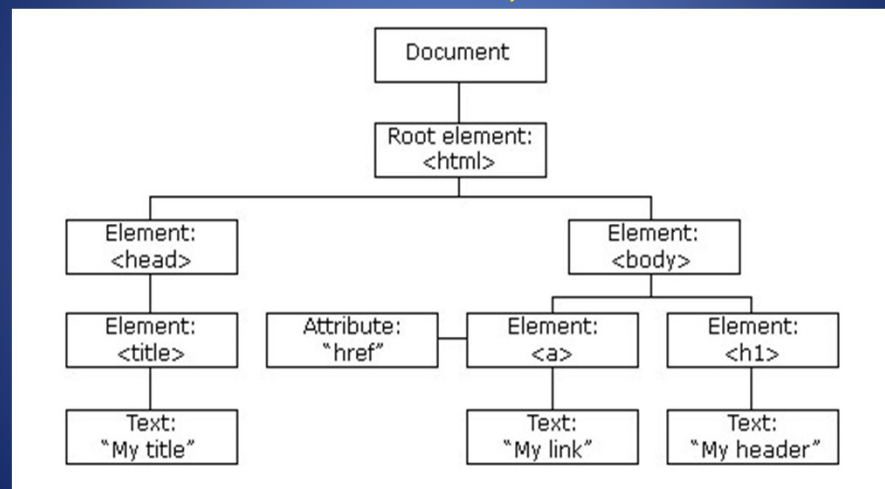 Document
Root element:
<html>
Element:
<head>
Element:
<body>
Element:
<title>
Attribute:
"href"
Element:
<a>
Element:
<h1>
Text:
"My title"
Text:
"My link"
Text:
"My header"